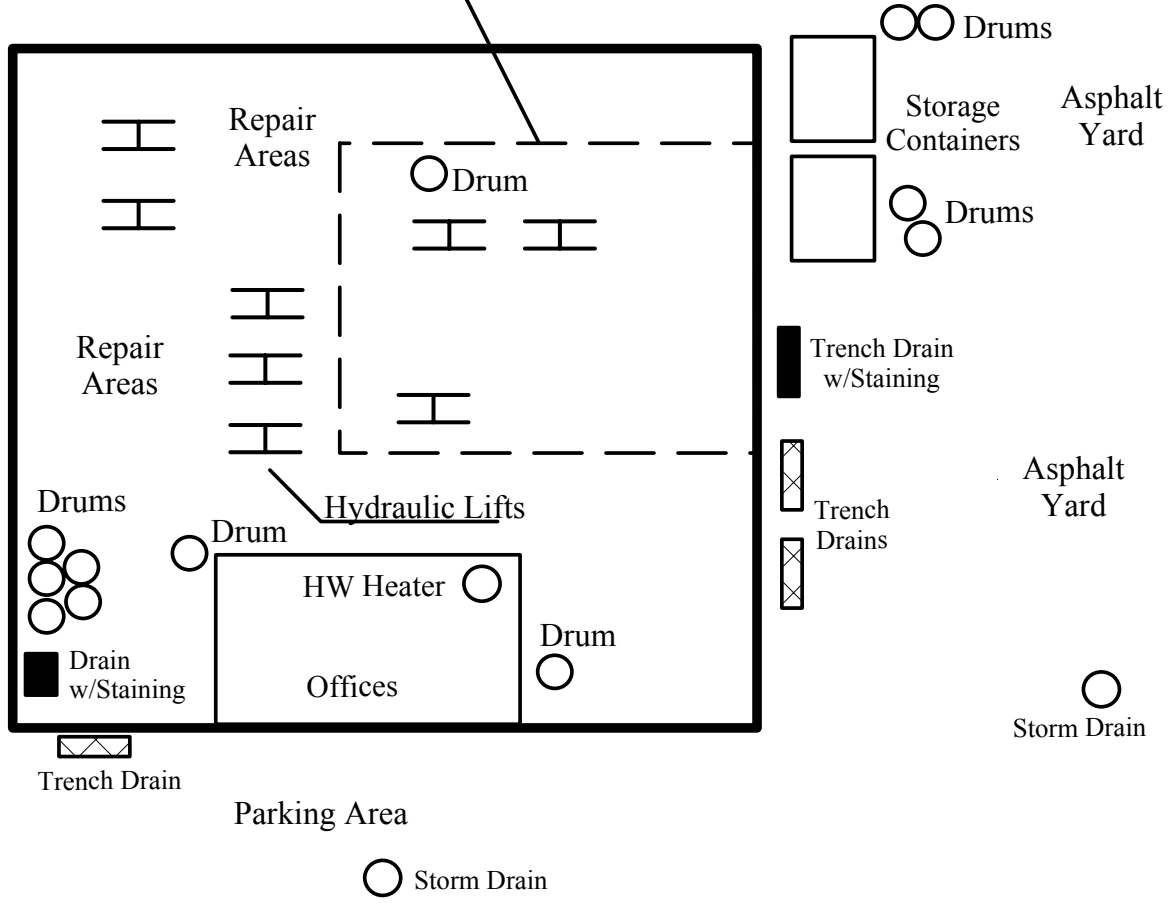 Drums
Asphalt
Yard
Storage
Containers
Repair
Areas
Drum
Drums
Repair
Areas
Trench Drain
w/Staining
Asphalt
Yard
Drums
Hydraulic Lifts
Trench
Drains
Drum
HW Heater
Drum
Drain
w/Staining
Offices
Storm Drain
Trench Drain
Parking Area
Storm Drain